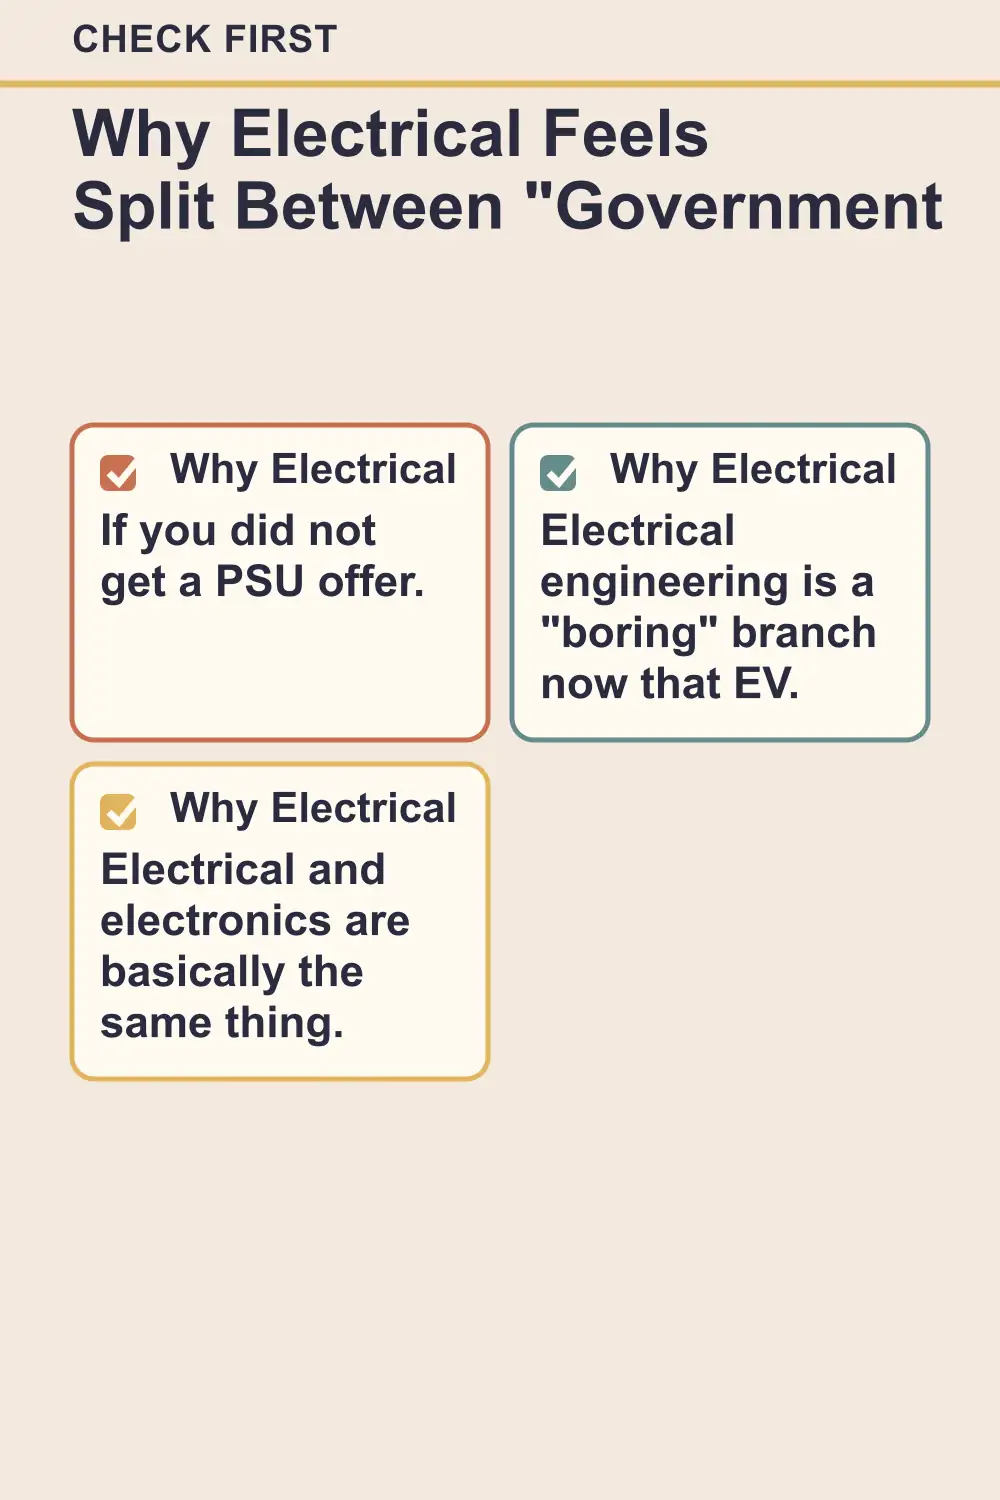 CHECK FIRST
Why Electrical Feels
Split Between "Government
Why Electrical
If you did not
get a PSU offer.
Why Electrical
Electrical
engineering is a
"boring" branch
now that EV.
Why Electrical
Electrical and
electronics are
basically the
same thing.